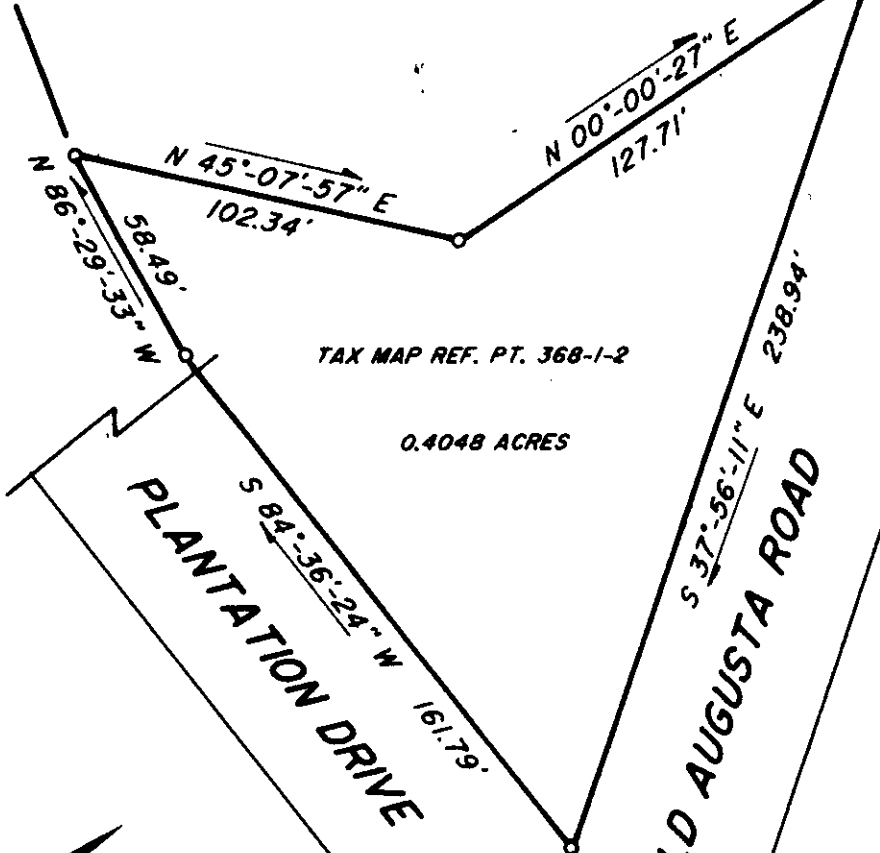 N 00°-00'-27" E
127.71'
N 45°-07'-57" E
102.34'
N 86°-29'-33" W
58.49'
TAX MAP REF. PT. 368-1-2
0.4048 ACRES
S 37°-56'-11" E 238.94'
S 84°-36'-24" W 161.79'
PLANTATION DRIVE
LD AUGUSTA ROAD